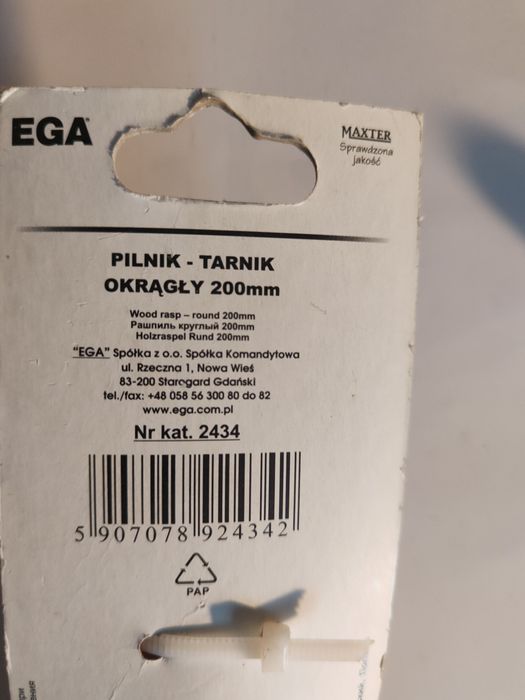 EGA
MAXTER
Sprawdzona
jakość
PILNIK - TARNIK
OKRĄGŁY 200mm
Wood rasp – round 200mm
Рашпиль круглый 200mm
Holzraspel Rund 200mm
"EGA" Spółka z o.o. Spółka Komandytowa
ul. Rzeczna 1, Nowa Wieś
83-200 Starogard Gdański
tel./fax: +48 058 56 300 80 do 82
www.ega.com.pl
Nr kat. 2434
5 907078 924342
PAP